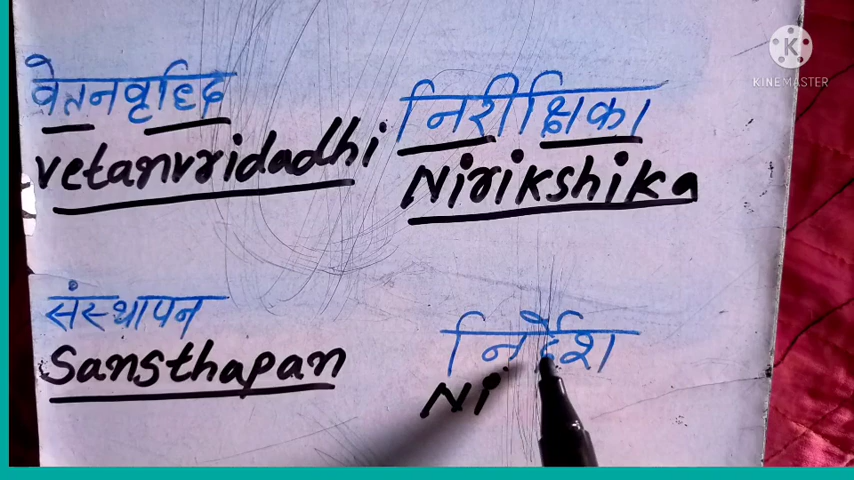 वेतनवृद्धि
vetanvridadhi
निरीक्षिका
Nirikshika
संस्थापन
Sansthapan
निर्देश
Ni
K
KINEMASTER